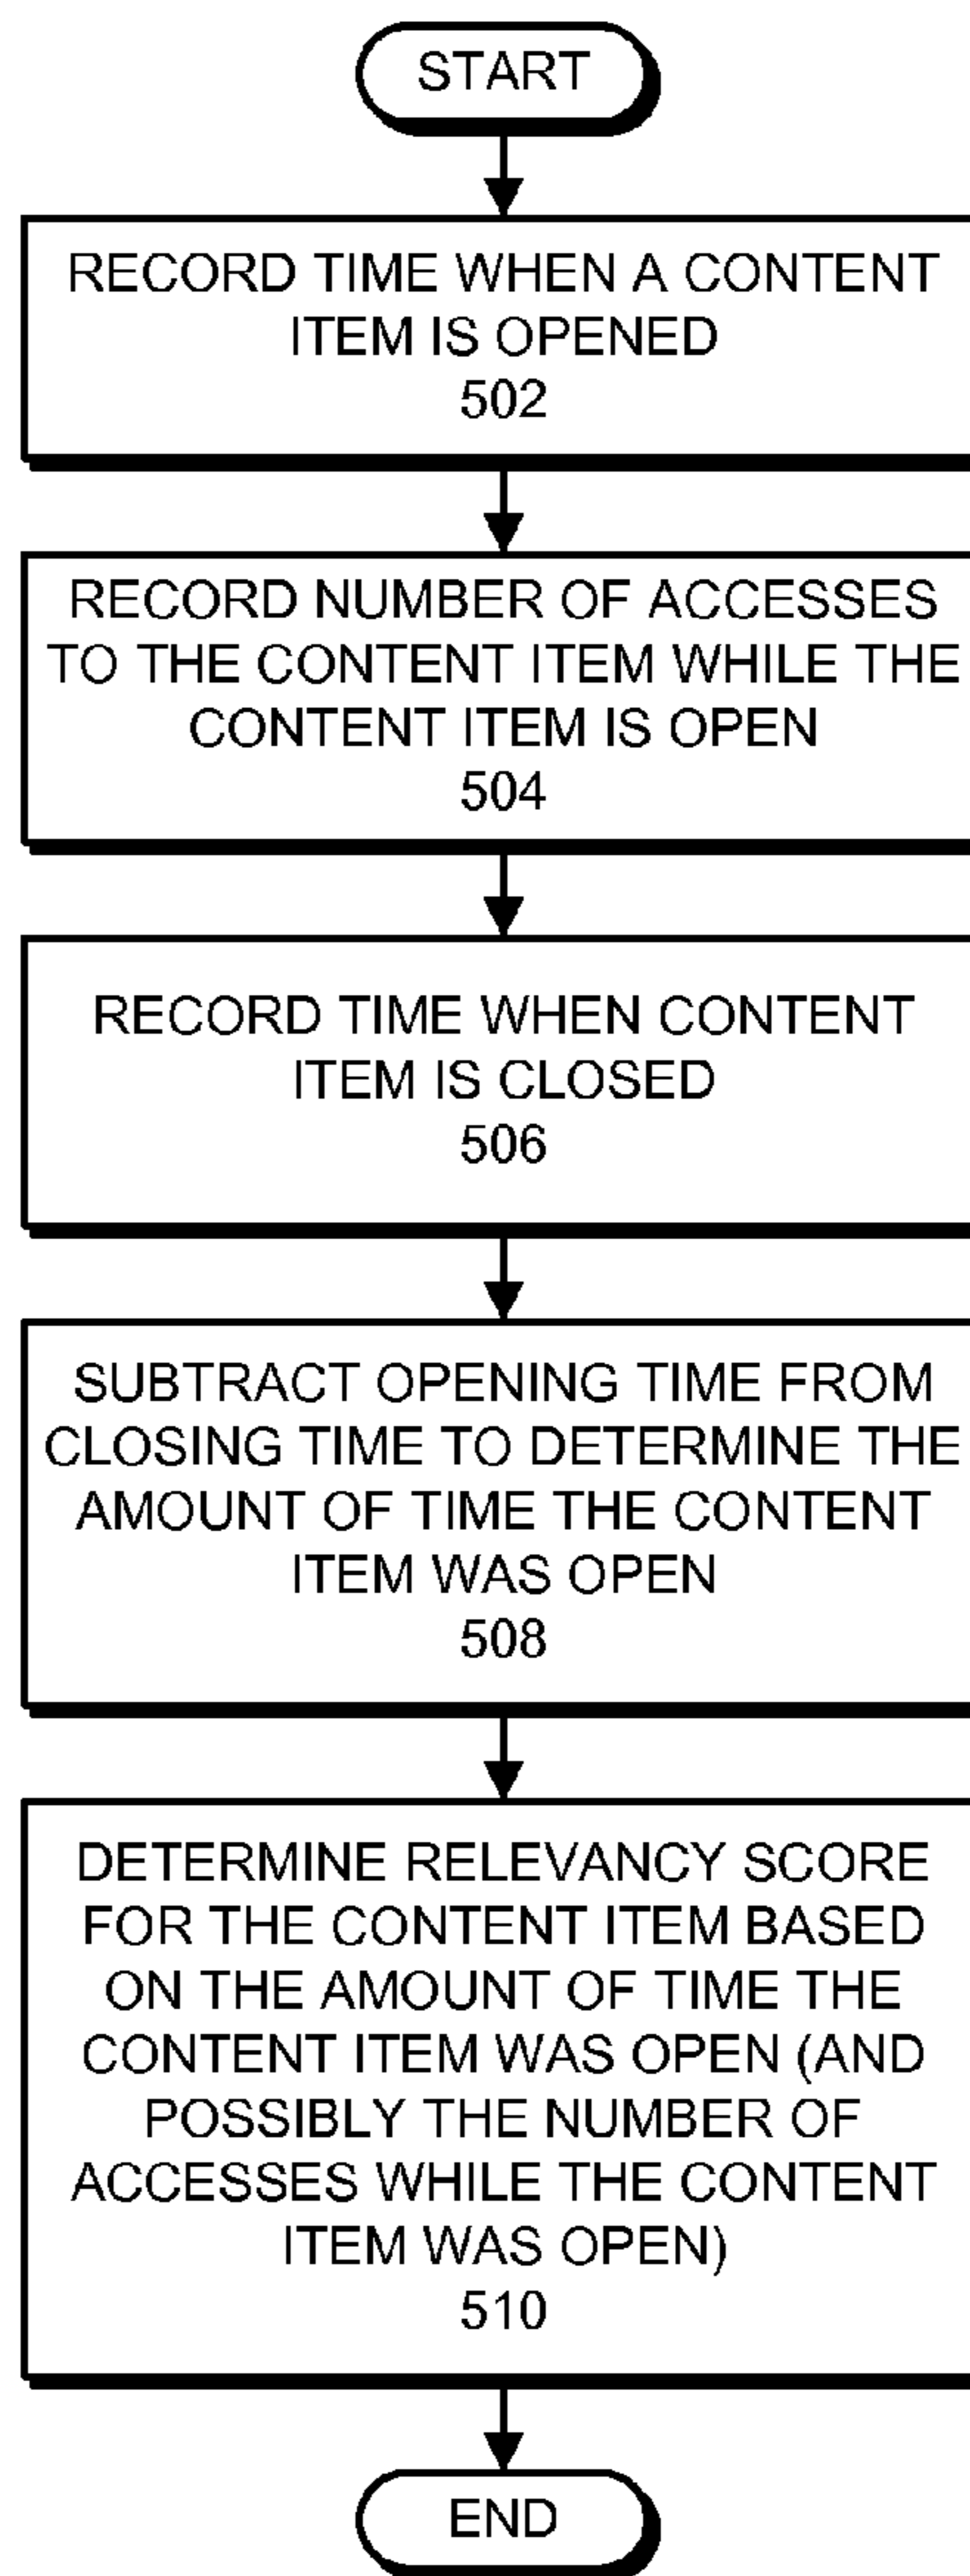 START
RECORD TIME WHEN A CONTENT
ITEM IS OPENED
502
RECORD NUMBER OF ACCESSES
TO THE CONTENT ITEM WHILE THE
CONTENT ITEM IS OPEN
504
RECORD TIME WHEN CONTENT
ITEM IS CLOSED
506
SUBTRACT OPENING TIME FROM
CLOSING TIME TO DETERMINE THE
AMOUNT OF TIME THE CONTENT
ITEM WAS OPEN
508
DETERMINE RELEVANCY SCORE
FOR THE CONTENT ITEM BASED
ON THE AMOUNT OF TIME THE
CONTENT ITEM WAS OPEN (AND
POSSIBLY THE NUMBER OF
ACCESSES WHILE THE CONTENT
ITEM WAS OPEN)
510
END